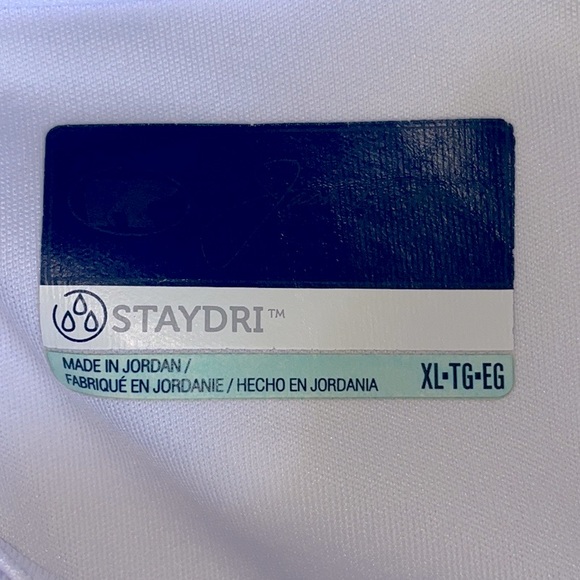 STAYDRI™
MADE IN JORDAN /
FABRIQUÉ EN JORDANIE / HECHO EN JORDANIA
XL•TG•EG